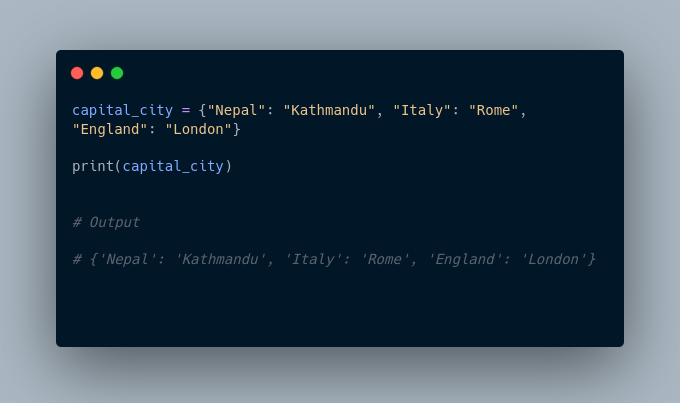 capital_city = {"Nepal": "Kathmandu", "Italy": "Rome",
"England": "London"}
print(capital_city)
# Output
# {'Nepal': 'Kathmandu', 'Italy': 'Rome', 'England': 'London'}